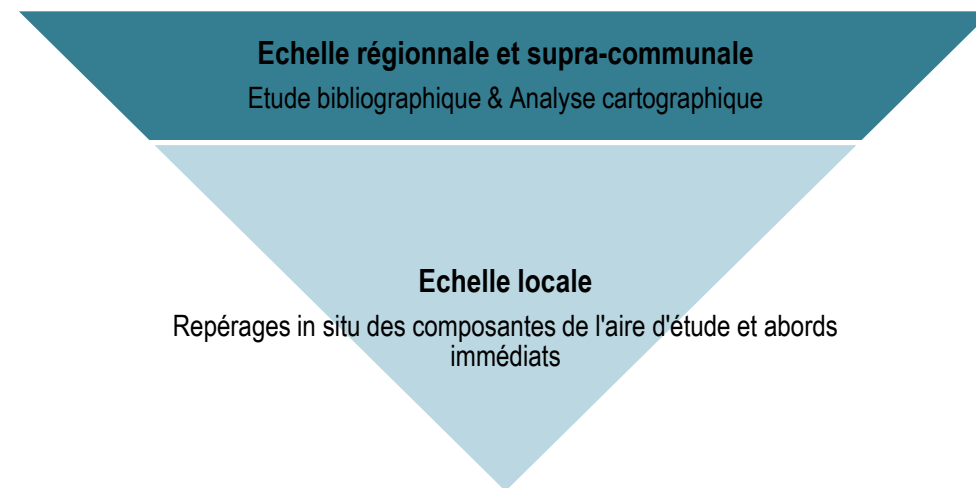 Echelle régionnale et supra-communale
Etude bibliographique & Analyse cartographique
Echelle locale
Repérages in situ des composantes de l'aire d'étude et abords
immédiats